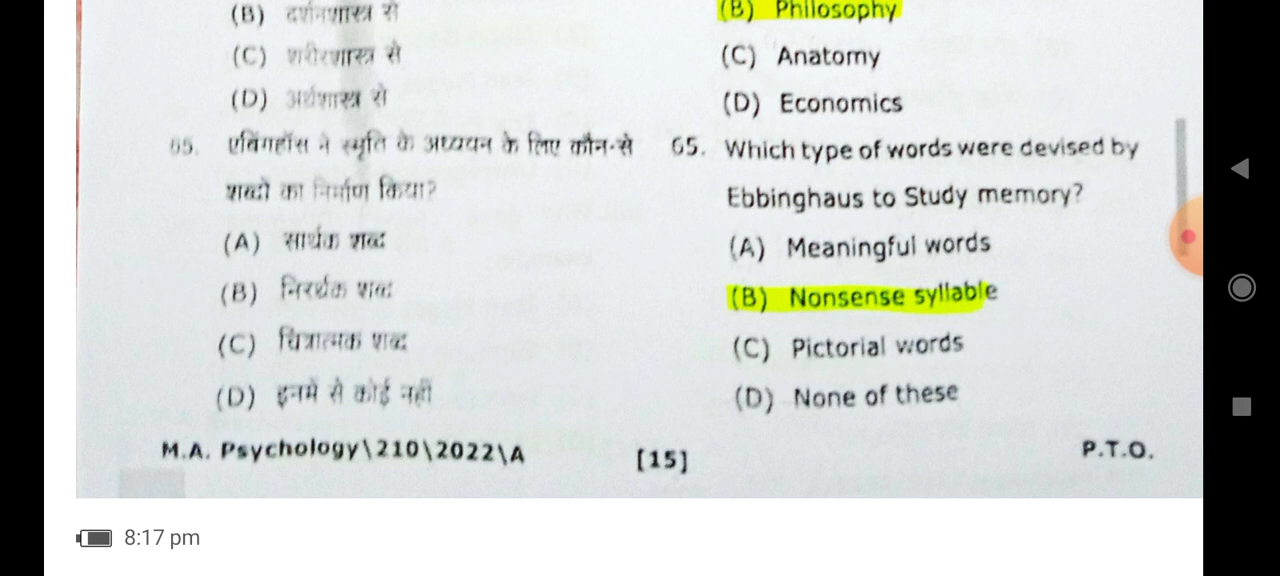 (B) दर्शनशास्त्र से
(C) शरीरशास्त्र से
(D) अर्थशास्त्र से
65. एबिंगहॉस ने स्मृति के अध्ययन के लिए कौन-से
शब्दों का निर्माण किया?
(A) सार्थक शब्द
(B) निरर्थक शब्द
(C) चित्रात्मक शब्द
(D) इनमें से कोई नहीं
(B) Philosophy
(C) Anatomy
(D) Economics
65. Which type of words were devised by
Ebbinghaus to Study memory?
(A) Meaningful words
(B) Nonsense syllable
(C) Pictorial words
(D) None of these
M.A. Psychology\210\2022\A [15] P.T.O.
8:17 pm